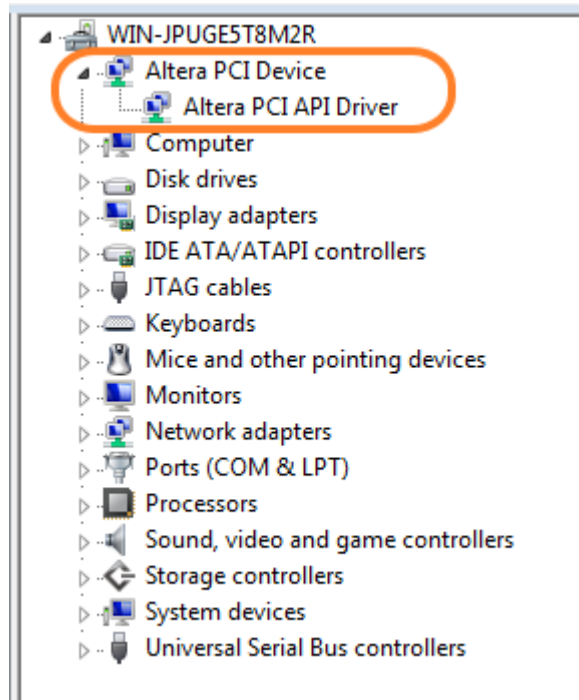 WIN-JPUGE5T8M2R
Altera PCI Device
Altera PCI API Driver
Computer
Disk drives
Display adapters
IDE ATA/ATAPI controllers
JTAG cables
Keyboards
Mice and other pointing devices
Monitors
Network adapters
Ports (COM & LPT)
Processors
Sound, video and game controllers
Storage controllers
System devices
Universal Serial Bus controllers